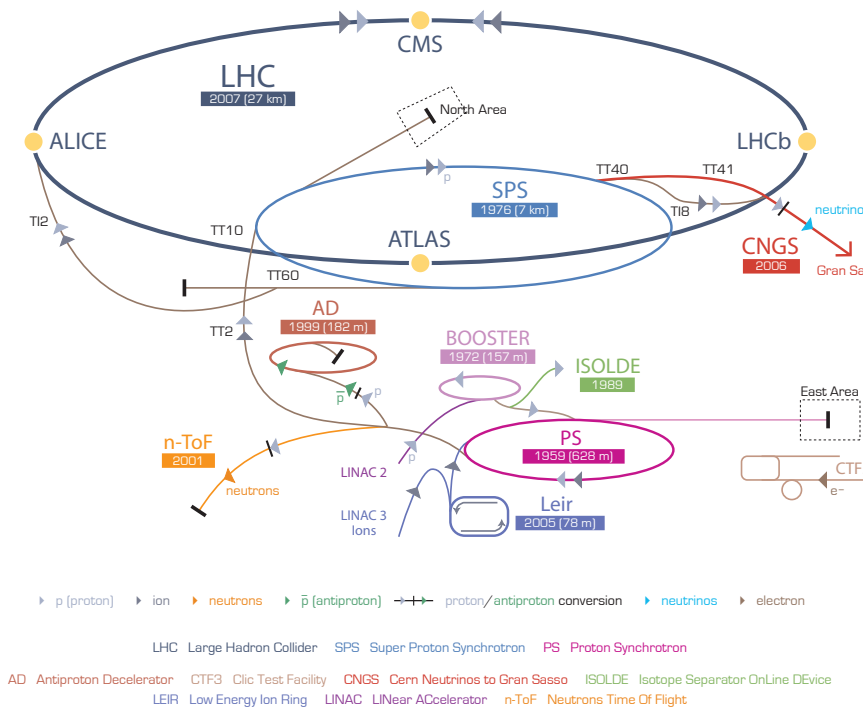 CMS
LHC
2007 (27 km)
North Area
ALICE
LHCb
TT40
TT41
p
SPS
1976 (7 km)
TI8
neutrinos
TI2
TT10
ATLAS
CNGS
2006
Gran Sa
TT60
AD
1999 (182 m)
TT2
BOOSTER
1972 (157 m)
ISOLDE
1989
East Area
p̅
p
n-ToF
2001
PS
1959 (628 m)
p
LINAC 2
neutrons
CTF
e-
LINAC 3
Ions
Leir
2005 (78 m)
p (proton)
ion
neutrons
p̅ (antiproton)
proton/antiproton conversion
neutrinos
electron
LHC Large Hadron Collider SPS Super Proton Synchrotron PS Proton Synchrotron
AD Antiproton Decelerator CTF3 Clic Test Facility CNGS Cern Neutrinos to Gran Sasso ISOLDE Isotope Separator OnLine DEvice
LEIR Low Energy Ion Ring LINAC LINear ACcelerator n-ToF Neutrons Time Of Flight